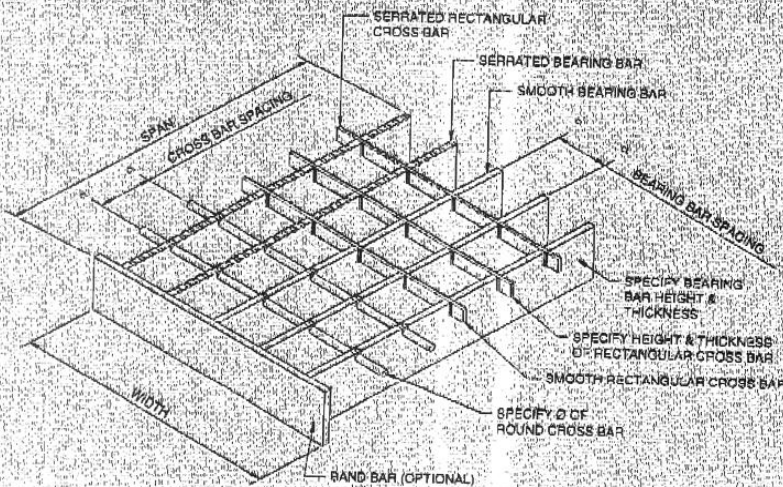 SERRATED RECTANGULAR
CROSS BAR
SERRATED BEARING BAR
SMOOTH BEARING BAR
SPAN
CROSS BAR SPACING
BEARING BAR SPACING
SPECIFY BEARING
BAR HEIGHT &
THICKNESS
SPECIFY HEIGHT & THICKNESS
OF RECTANGULAR CROSS BAR
SMOOTH RECTANGULAR CROSS BAR
SPECIFY Ø OF
ROUND CROSS BAR
WIDTH
BAND BAR (OPTIONAL)